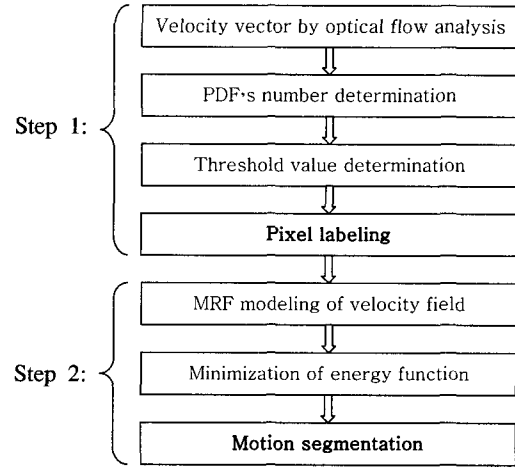 Velocity vector by optical flow analysis
PDF's number determination
Step 1:
Threshold value determination
Pixel labeling
MRF modeling of velocity field
Step 2:
Minimization of energy function
Motion segmentation